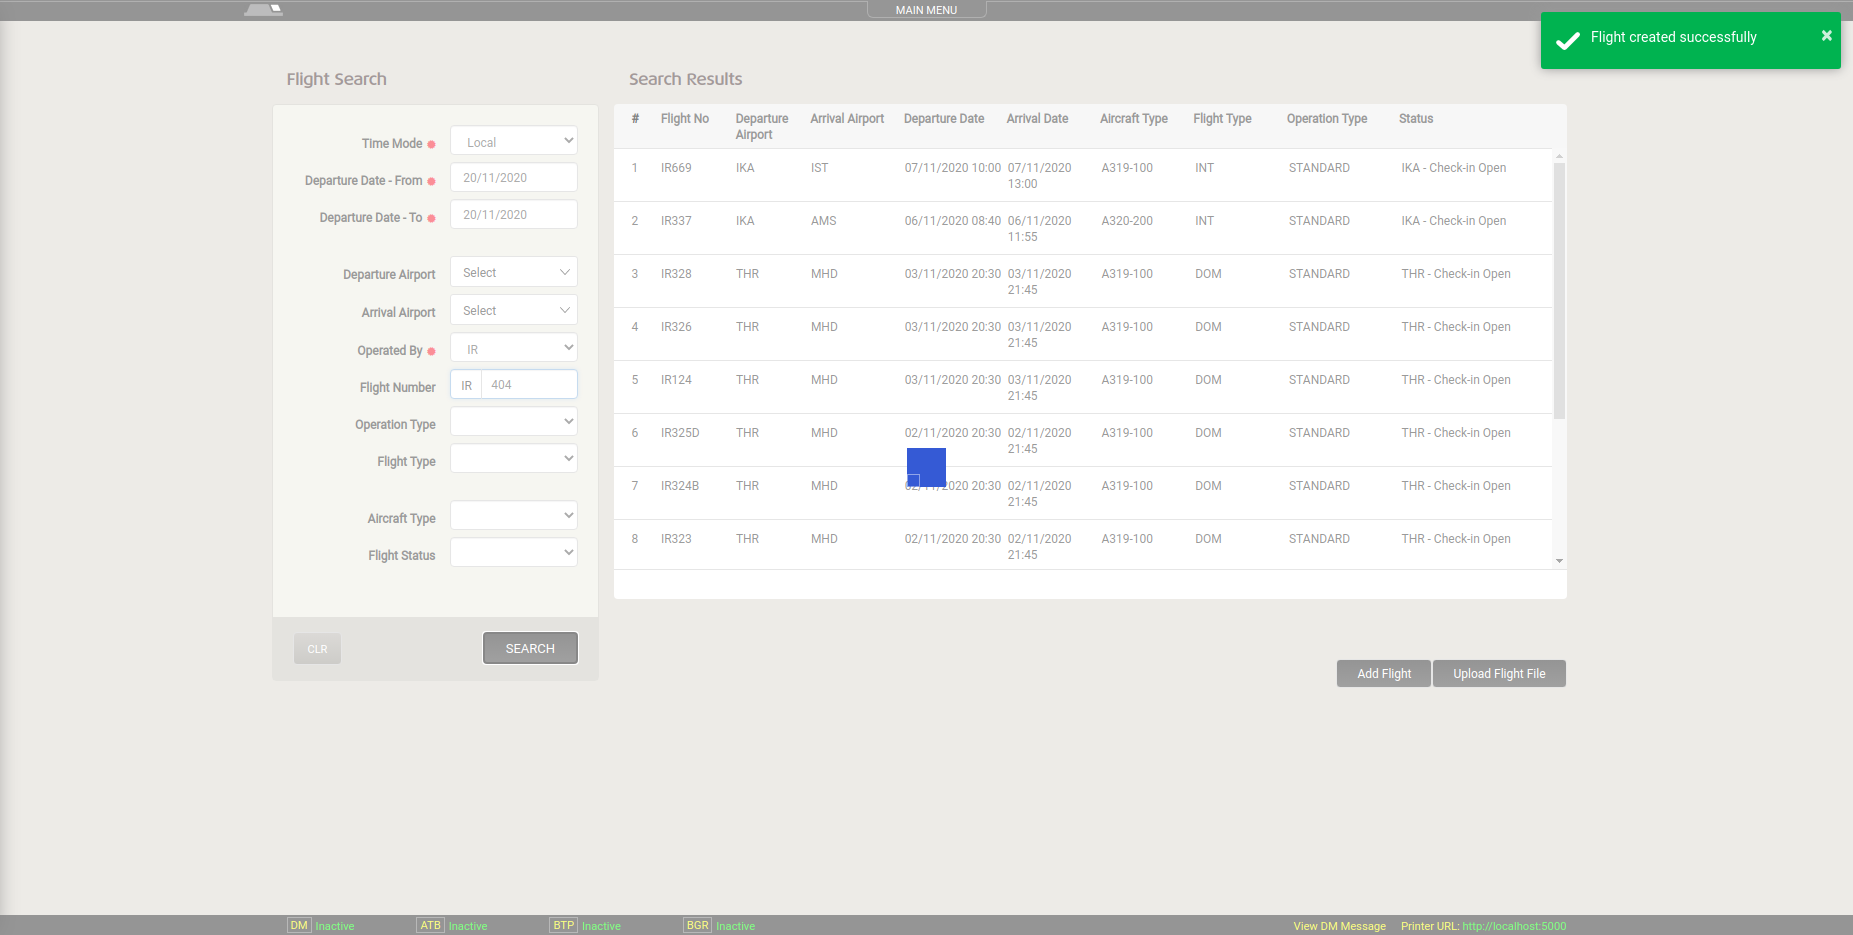 MAIN MENU
Flight created successfully
×
Flight Search
Time Mode
Local
Departure Date - From
20/11/2020
Departure Date - To
20/11/2020
Departure Airport
Select
Arrival Airport
Select
Operated By
IR
Flight Number
IR 404
Operation Type
Flight Type
Aircraft Type
Flight Status
CLR
SEARCH
Search Results
# Flight No Departure Airport Arrival Airport Departure Date Arrival Date Aircraft Type Flight Type Operation Type Status
1 IR669 IKA IST 07/11/2020 10:00 07/11/2020 13:00 A319-100 INT STANDARD IKA - Check-in Open
2 IR337 IKA AMS 06/11/2020 08:40 06/11/2020 11:55 A320-200 INT STANDARD IKA - Check-in Open
3 IR328 THR MHD 03/11/2020 20:30 03/11/2020 21:45 A319-100 DOM STANDARD THR - Check-in Open
4 IR326 THR MHD 03/11/2020 20:30 03/11/2020 21:45 A319-100 DOM STANDARD THR - Check-in Open
5 IR124 THR MHD 03/11/2020 20:30 03/11/2020 21:45 A319-100 DOM STANDARD THR - Check-in Open
6 IR325D THR MHD 02/11/2020 20:30 02/11/2020 21:45 A319-100 DOM STANDARD THR - Check-in Open
7 IR324B THR MHD 02/11/2020 20:30 02/11/2020 21:45 A319-100 DOM STANDARD THR - Check-in Open
8 IR323 THR MHD 02/11/2020 20:30 02/11/2020 21:45 A319-100 DOM STANDARD THR - Check-in Open
Add Flight
Upload Flight File
DM Inactive ATB Inactive BTP Inactive BGR Inactive View DM Message Printer URL: http://localhost:5000